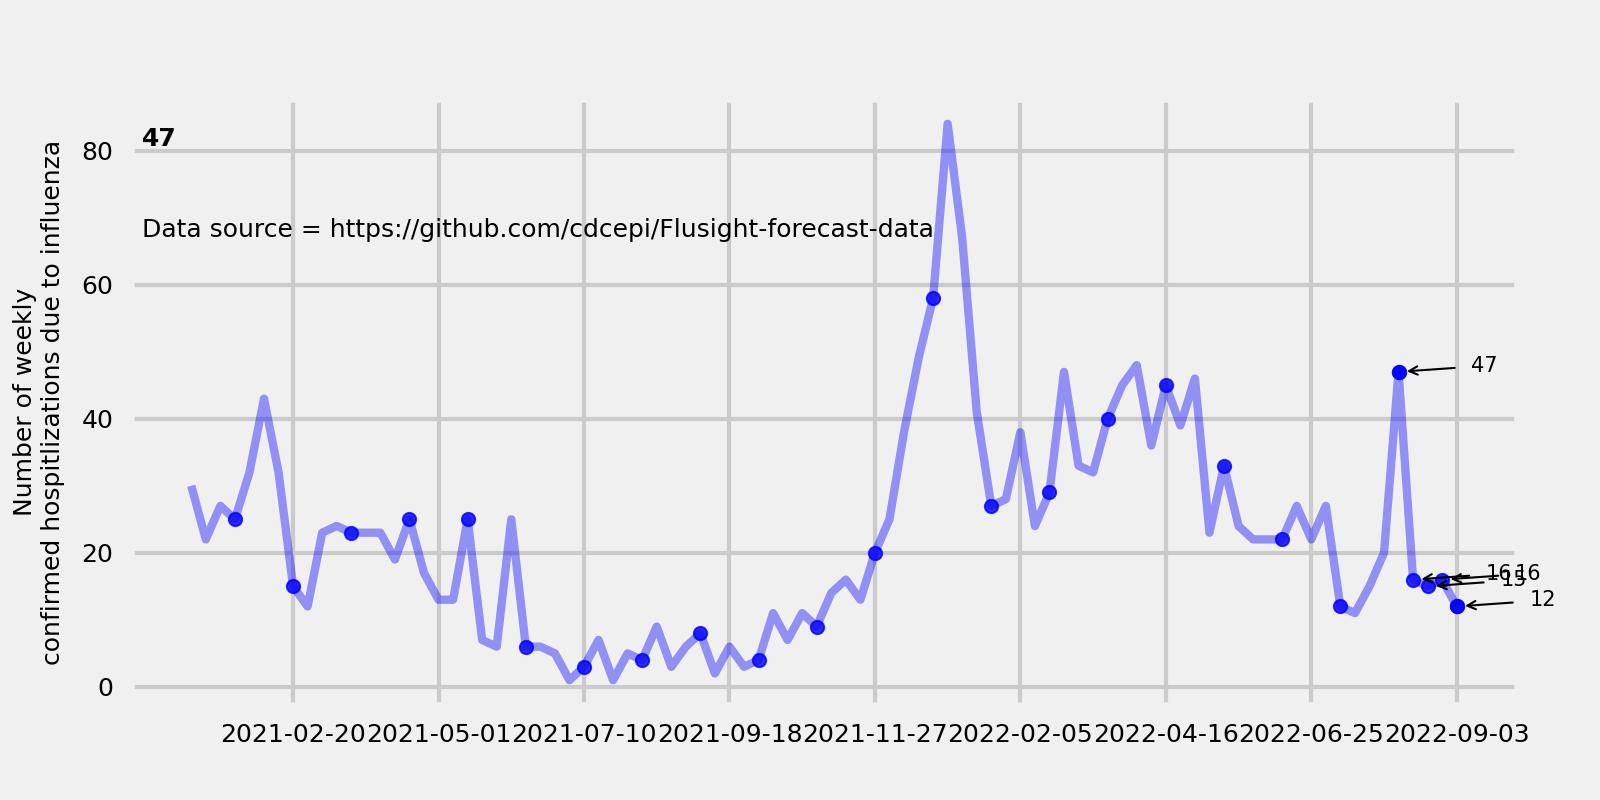 47
80
Data source = https://github.com/cdcepi/Flusight-forecast-data
60
47
40
20
16
15
16
12
0
Number of weekly
confirmed hospitlizations due to influenza
2021-02-20 2021-05-01 2021-07-10 2021-09-18 2021-11-27 2022-02-05 2022-04-16 2022-06-25 2022-09-03